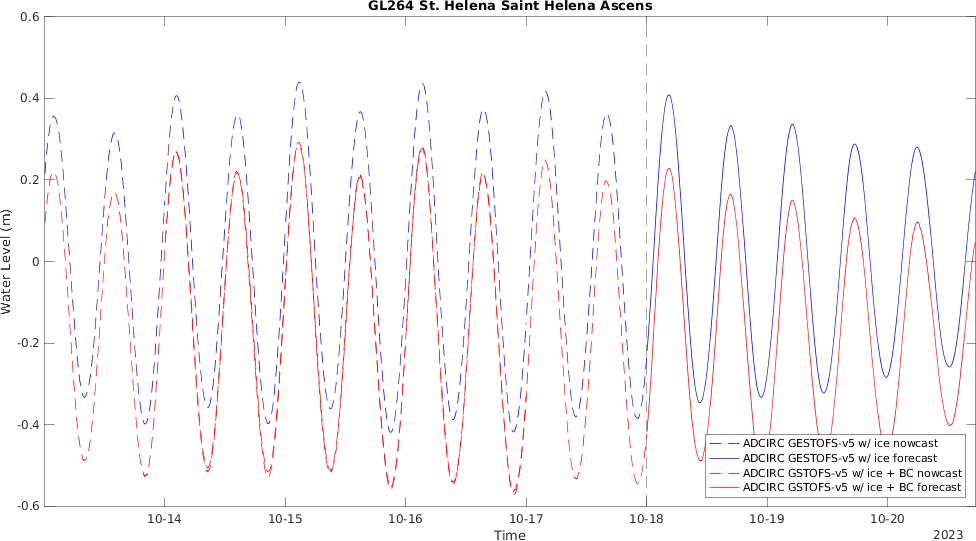 GL264 St. Helena Saint Helena Ascens
0.6
0.4
0.2
0
-0.2
-0.4
-0.6
Water Level (m)
ADCIRC GESTOFS-v5 w/ ice nowcast
ADCIRC GESTOFS-v5 w/ ice forecast
ADCIRC GSTOFS-v5 w/ ice + BC nowcast
ADCIRC GSTOFS-v5 w/ ice + BC forecast
10-14 10-15 10-16 10-17 10-18 10-19 10-20
Time
2023